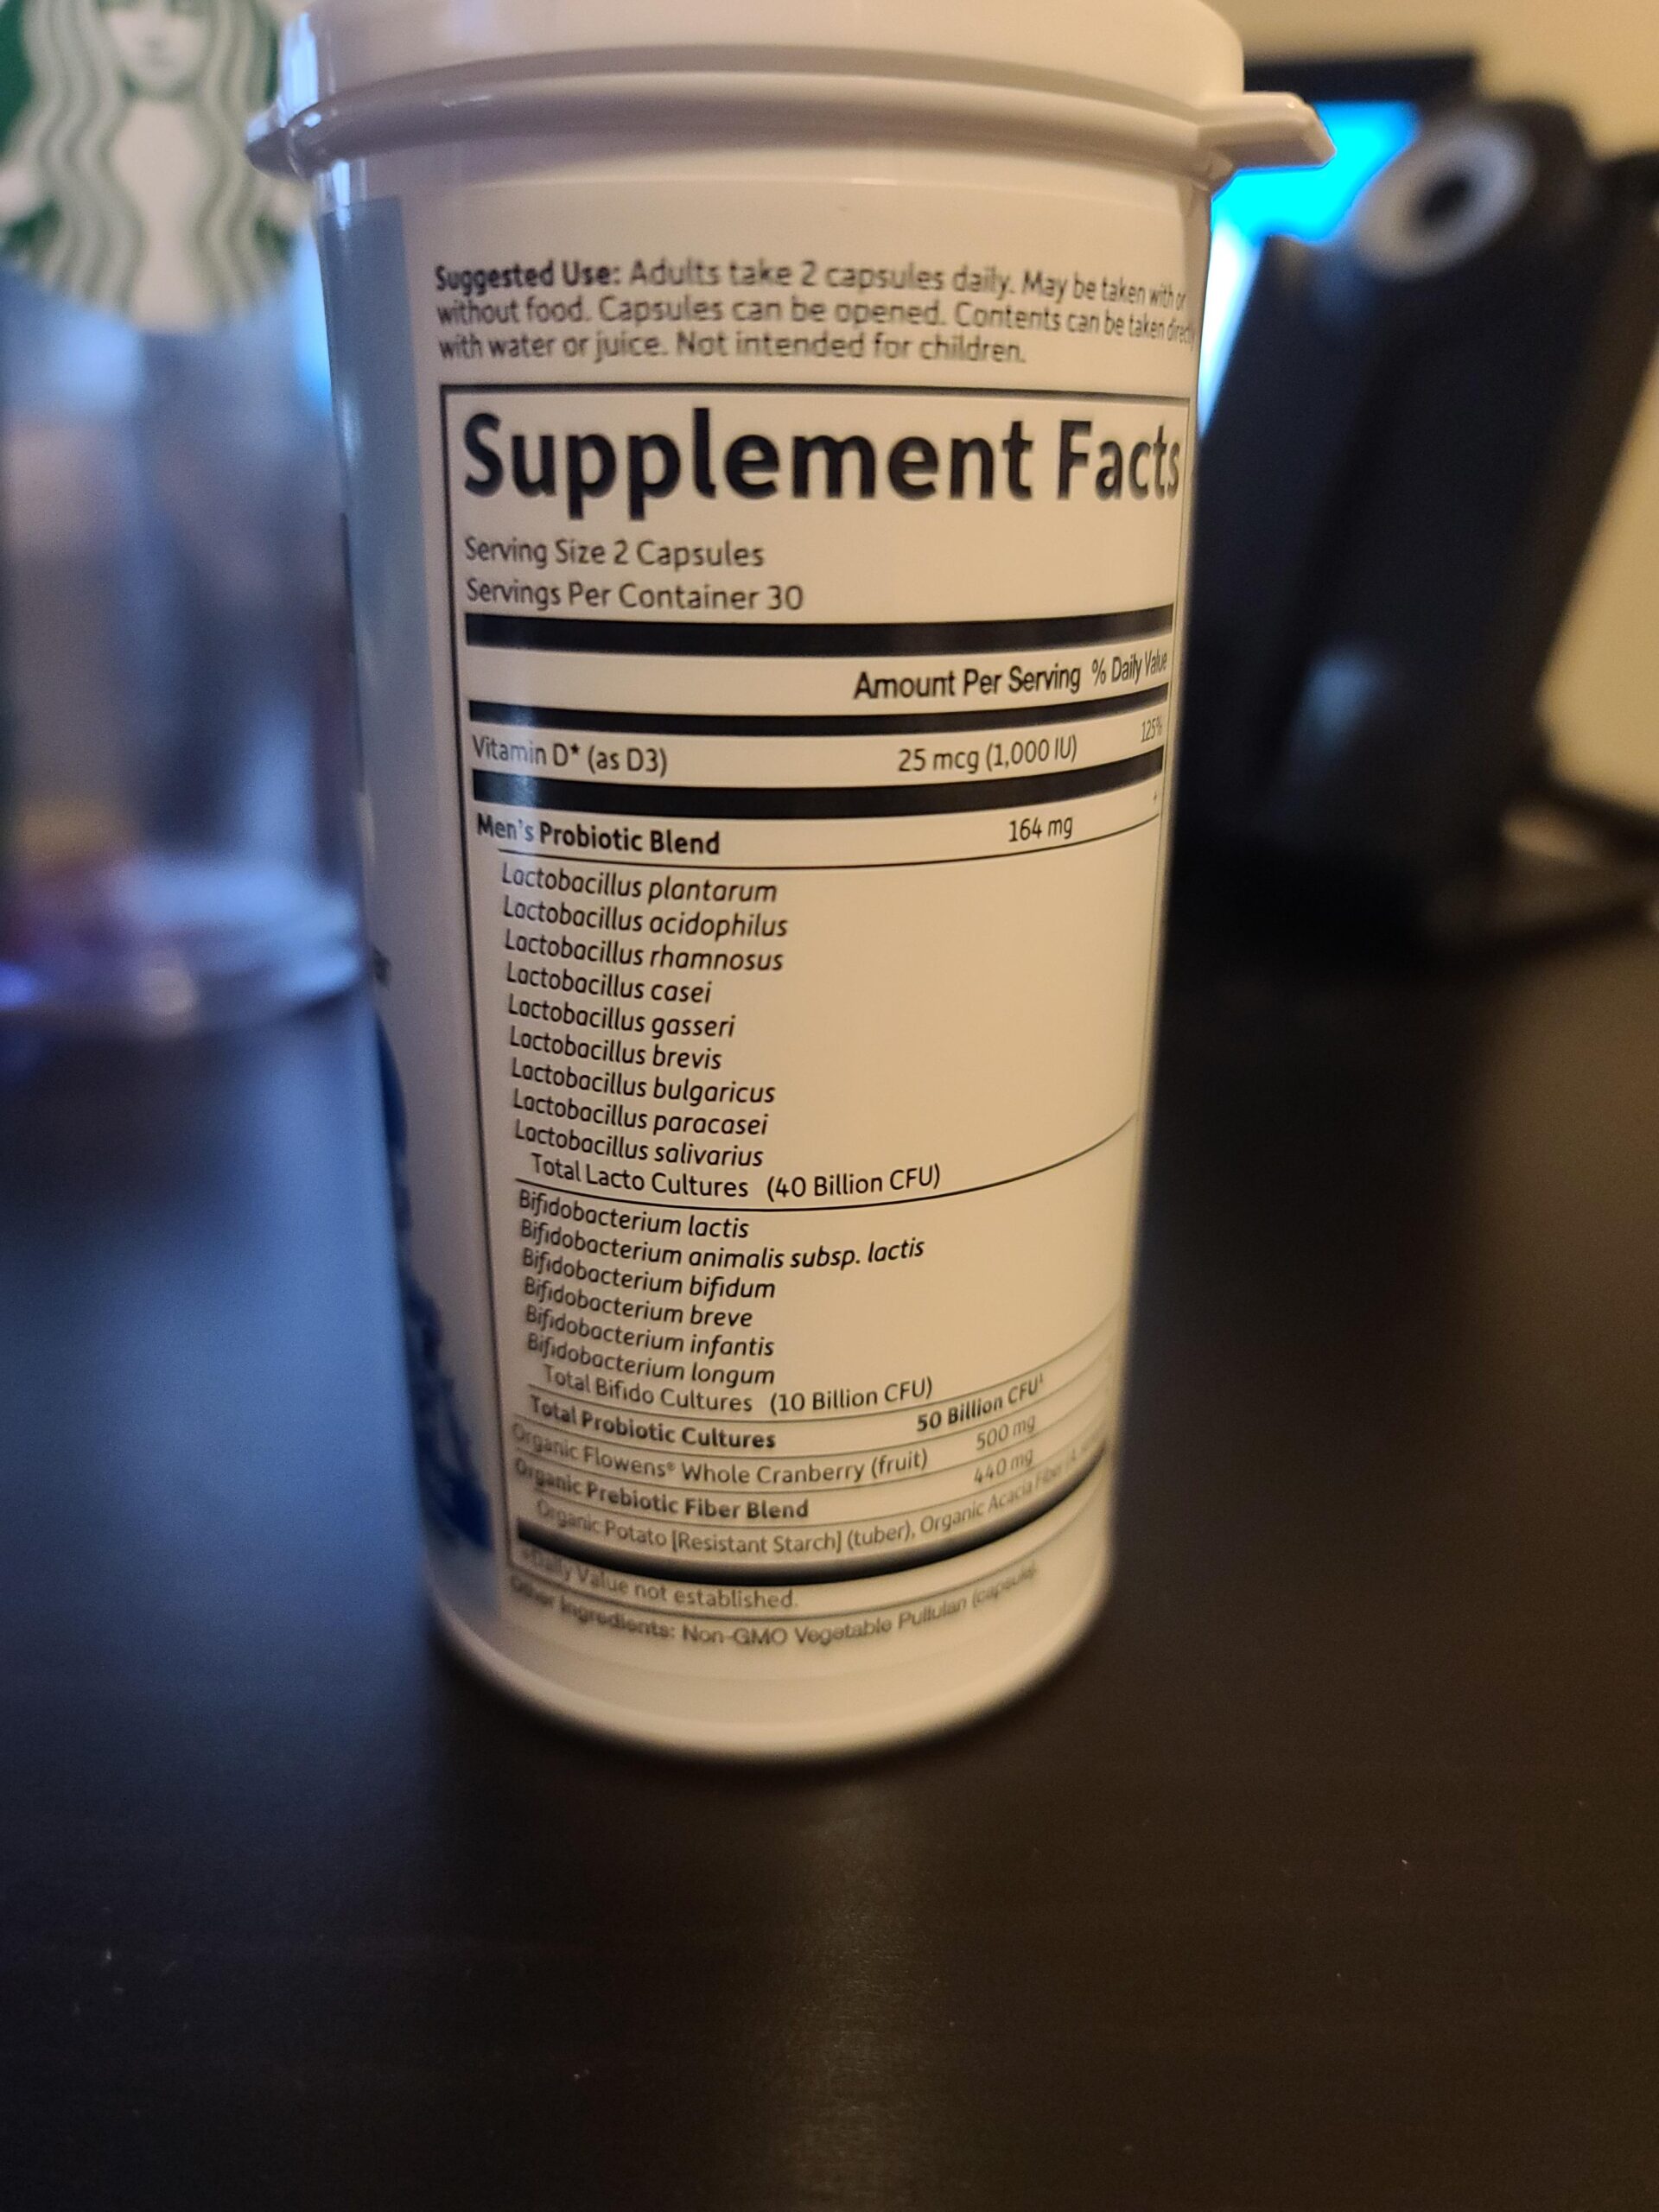 Suggested Use: Adults take 2 capsules daily. May be taken with or
without food. Capsules can be opened. Contents can be taken directly
with water or juice. Not intended for children.
Supplement Facts
Serving Size 2 Capsules
Servings Per Container 30
Amount Per Serving % Daily Value
Vitamin D* (as D3) 25 mcg (1,000 IU) 125%
Men's Probiotic Blend 164 mg +
Lactobacillus plantarum
Lactobacillus acidophilus
Lactobacillus rhamnosus
Lactobacillus casei
Lactobacillus gasseri
Lactobacillus brevis
Lactobacillus bulgaricus
Lactobacillus paracasei
Lactobacillus salivarius
Total Lacto Cultures (40 Billion CFU)
Bifidobacterium lactis
Bifidobacterium animalis subsp. lactis
Bifidobacterium bifidum
Bifidobacterium breve
Bifidobacterium infantis
Bifidobacterium longum
Total Bifido Cultures (10 Billion CFU)
Total Probiotic Cultures 50 Billion CFU‡
Organic Flowens® Whole Cranberry (fruit) 500 mg
Organic Prebiotic Fiber Blend 440 mg
Organic Potato [Resistant Starch] (tuber), Organic Acacia Fiber
+Daily Value not established.
Other Ingredients: Non-GMO Vegetable Pullulan (capsule).